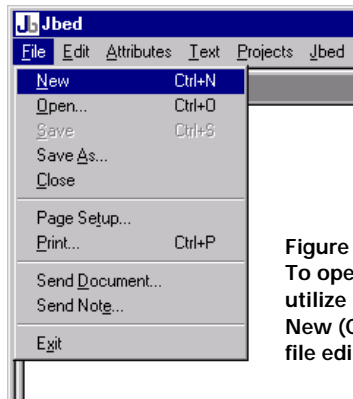 Jb Jbed
File Edit Attributes Text Projects Jbed
New Ctrl+N
Open... Ctrl+O
Save Ctrl+S
Save As...
Close
Page Setup...
Print... Ctrl+P
Send Document...
Send Note...
Exit
Figure
To ope
utilize
New (
file edi